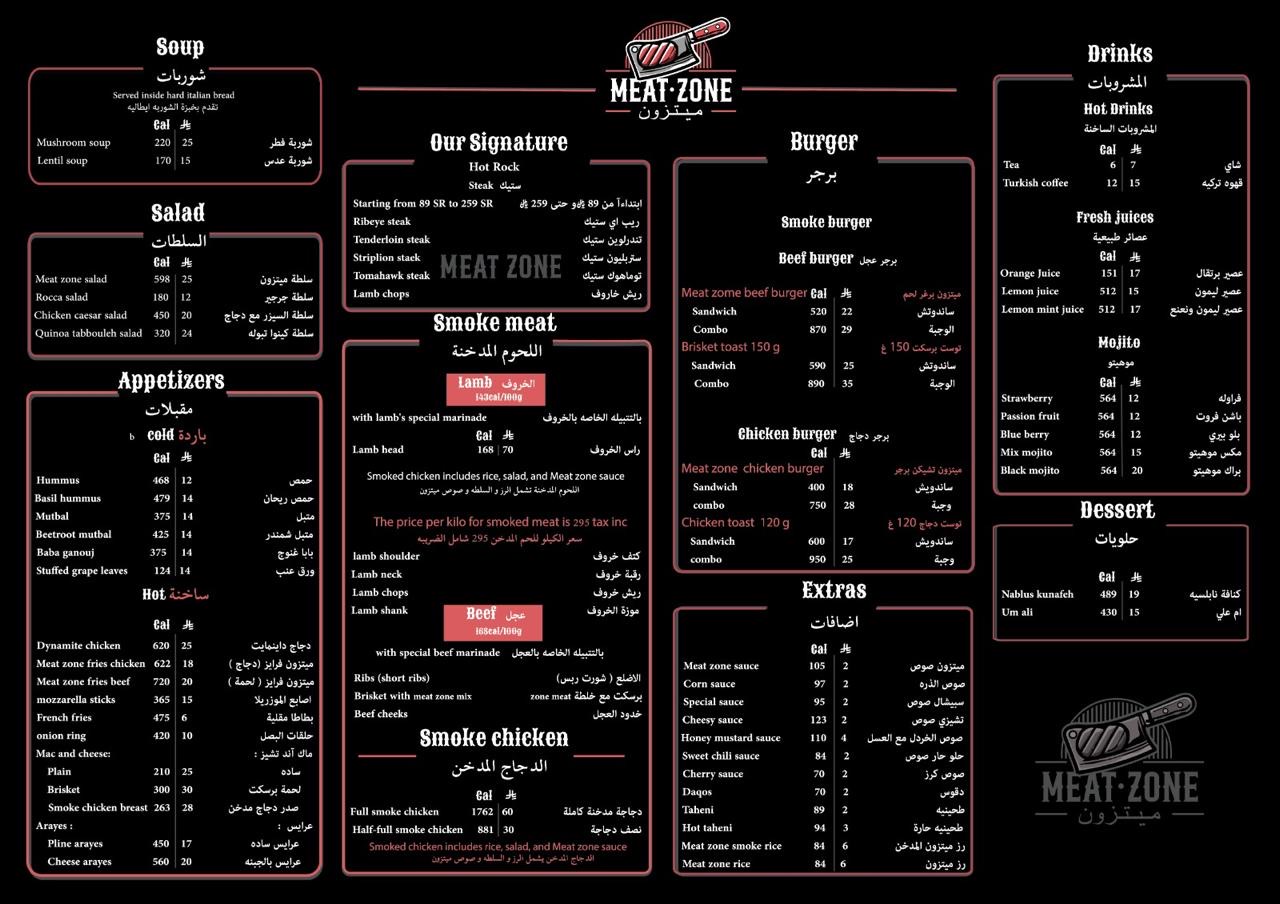 MEAT·ZONE
ميتزون
Soup
شوربات
Served inside hard italian bread
تقدم بخبزة الشوربه ايطاليه
Cal
Mushroom soup 220 25 شوربة فطر
Lentil soup 170 15 شوربة عدس
Salad
السلطات
Cal
Meat zone salad 598 25 سلطة ميتزون
Rocca salad 180 12 سلطة جرجير
Chicken caesar salad 450 20 سلطة السيزر مع دجاج
Quinoa tabbouleh salad 320 24 سلطة كينوا تبوله
Appetizers
مقبلات
b cold باردة
Cal
Hummus 468 12 حمص
Basil hummus 479 14 حمص ريحان
Mutbal 375 14 متبل
Beetroot mutbal 425 14 متبل شمندر
Baba ganouj 375 14 بابا غنوج
Stuffed grape leaves 124 14 ورق عنب
Hot ساخنة
Cal
Dynamite chicken 620 25 دجاج داينمايت
Meat zone fries chicken 622 18 ميتزون فرايز (دجاج )
Meat zone fries beef 720 20 ميتزون فرايز ( لحمة )
mozzarella sticks 365 15 اصابع الموزريلا
French fries 475 6 بطاطا مقلية
onion ring 420 10 حلقات البصل
Mac and cheese: ماك آند تشيز :
Plain 210 25 ساده
Brisket 300 30 لحمة برسكت
Smoke chicken breast 263 28 صدر دجاج مدخن
Arayes : عرايس :
Pline arayes 450 17 عرايس ساده
Cheese arayes 560 20 عرايس بالجبنه
Our Signature
Hot Rock
Steak ستيك
Starting from 89 SR to 259 SR ابتداءآ من 89 و حتى 259
Ribeye steak ريب اي ستيك
Tenderloin steak تندرلوين ستيك
Striplion staek ستربليون ستيك
Tomahawk steak توماهوك ستيك
MEAT ZONE
Lamb chops ريش خاروف
Smoke meat
اللحوم المدخنة
Lamb الخروف
143cal/100g
with lamb's special marinade بالتتبيله الخاصه بالخروف
Cal
Lamb head 168 70 راس الخروف
Smoked chicken includes rice, salad, and Meat zone sauce
اللحوم المدخنة تشمل الرز و السلطه و صوص ميتزون
The price per kilo for smoked meat is 295 tax inc
سعر الكيلو للحم المدخن 295 شامل الضريبه
lamb shoulder كتف خروف
Lamb neck رقبة خروف
Lamb chops ريش خروف
Lamb shank موزة الخروف
Beef عجل
168cal/100g
with special beef marinade بالتتبيله الخاصه بالعجل
Ribs (short ribs) الاضلع ( شورت ربس)
Brisket with meat zone mix برسكت مع خلطة zone meat
Beef cheeks خدود العجل
Smoke chicken
الدجاج المدخن
Cal
Full smoke chicken 1762 60 دجاجة مدخنة كاملة
Half-full smoke chicken 881 30 نصف دجاجة
Smoked chicken includes rice, salad, and Meat zone sauce
الدجاج المدخن يشمل الرز و السلطه و صوص ميتزون
Burger
برجر
Smoke burger
Beef burger برجر عجل
Meat zome beef burger Cal ميتزون برغر لحم
Sandwich 520 22 ساندوتش
Combo 870 29 الوجبة
Brisket toast 150 g توست برسكت 150 غ
Sandwich 590 25 ساندوتش
Combo 890 35 الوجبة
Chicken burger برجر دجاج
Cal
Meat zone chicken burger ميتزون تشيكن برجر
Sandwich 400 18 ساندويش
combo 750 28 وجبة
Chicken toast 120 g توست دجاج 120 غ
Sandwich 600 17 ساندويش
combo 950 25 وجبة
Extras
اضافات
Cal
Meat zone sauce 105 2 ميتزون صوص
Corn sauce 97 2 صوص الذره
Special sauce 95 2 سبيشال صوص
Cheesy sauce 123 2 تشيزي صوص
Honey mustard sauce 110 4 صوص الخردل مع العسل
Sweet chili sauce 84 2 حلو حار صوص
Cherry sauce 70 2 صوص كرز
Daqos 70 2 دقوس
Taheni 89 2 طحينيه
Hot taheni 94 3 طحينيه حارة
Meat zone smoke rice 84 6 رز ميتزون المدخن
Meat zone rice 84 6 رز ميتزون
Drinks
المشروبات
Hot Drinks
المشروبات الساخنة
Cal
Tea 6 7 شاي
Turkish coffee 12 15 قهوه تركيه
Fresh juices
عصائر طبيعية
Cal
Orange Juice 151 17 عصير برتقال
Lemon juice 512 15 عصير ليمون
Lemon mint juice 512 17 عصير ليمون ونعنع
Mojito
موهيتو
Cal
Strawberry 564 12 فراوله
Passion fruit 564 12 باشن فروت
Blue berry 564 12 بلو بيري
Mix mojito 564 15 مكس موهيتو
Black mojito 564 20 براك موهيتو
Dessert
حلويات
Cal
Nablus kunafeh 489 19 كنافة نابلسيه
Um ali 430 15 ام علي
MEAT·ZONE
ميتزون